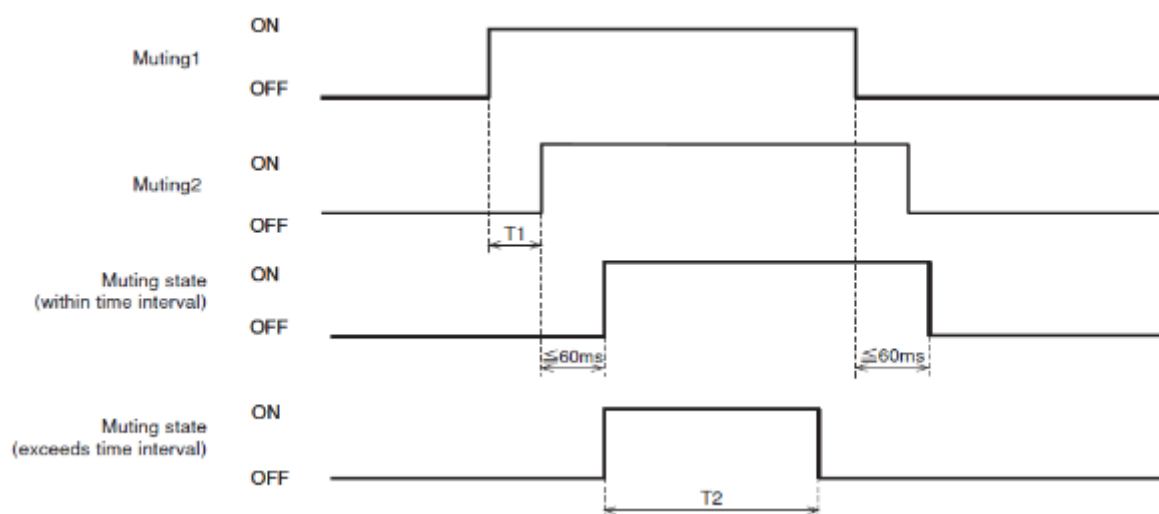 ON
Muting1
OFF
ON
Muting2
OFF
T1
Muting state
(within time interval)
ON
OFF
≦60ms
≦60ms
Muting state
(exceeds time interval)
ON
OFF
T2